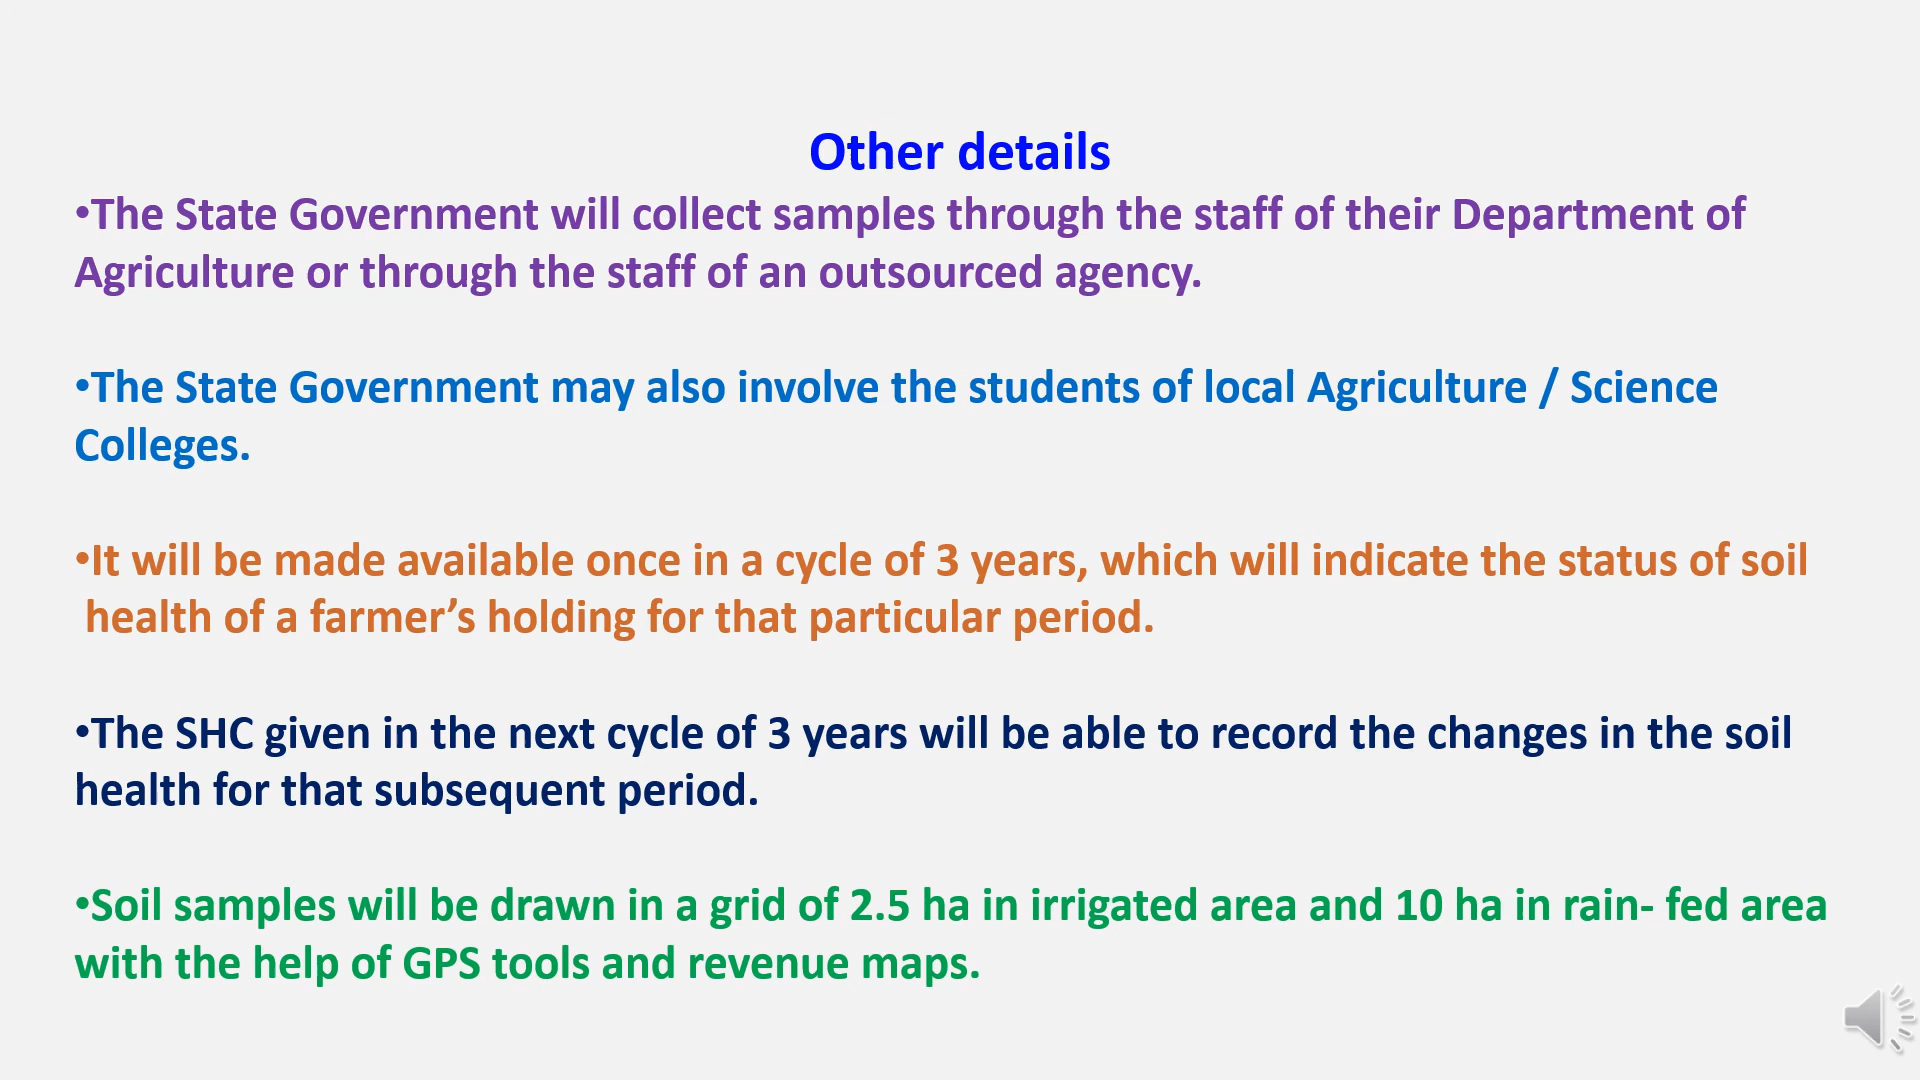 Other details
•The State Government will collect samples through the staff of their Department of
Agriculture or through the staff of an outsourced agency.
•The State Government may also involve the students of local Agriculture / Science
Colleges.
•It will be made available once in a cycle of 3 years, which will indicate the status of soil
health of a farmer’s holding for that particular period.
•The SHC given in the next cycle of 3 years will be able to record the changes in the soil
health for that subsequent period.
•Soil samples will be drawn in a grid of 2.5 ha in irrigated area and 10 ha in rain- fed area
with the help of GPS tools and revenue maps.